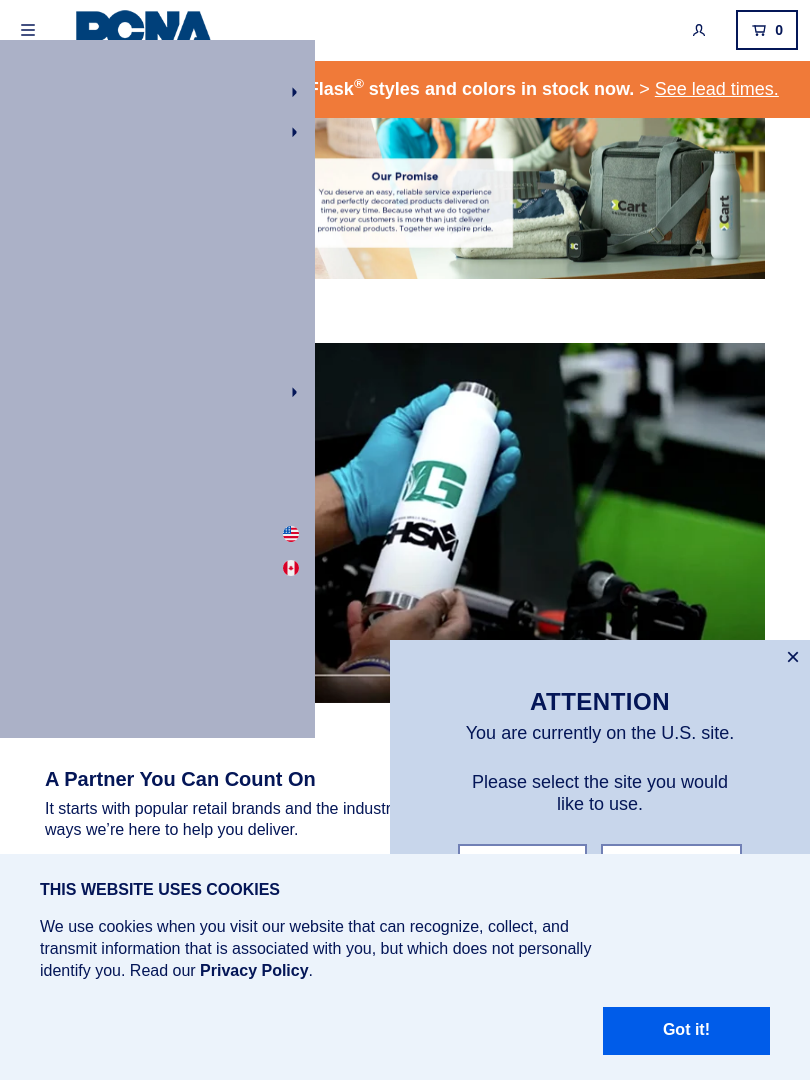 PCNA
0
Flask® styles and colors in stock now. > See lead times.
Our Promise
You deserve an easy, reliable service experience
and perfectly decorated products delivered on
time, every time. Because what we do together
for your customers is more than just deliver
promotional products. Together we inspire pride.
Cart
Cart
G
GHSM
ATTENTION
You are currently on the U.S. site.
Please select the site you would
like to use.
A Partner You Can Count On
It starts with popular retail brands and the
ways we’re here to help you deliver.
THIS WEBSITE USES COOKIES
We use cookies when you visit our website that can recognize, collect, and
transmit information that is associated with you, but which does not personally
identify you. Read our Privacy Policy.
Got it!